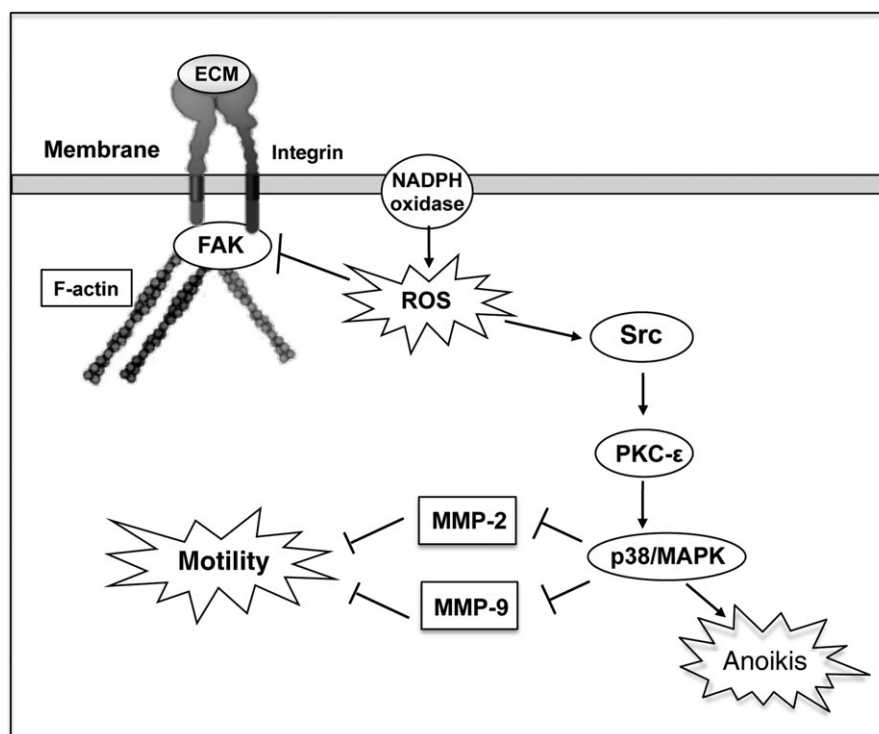 ECM
Membrane
Integrin
NADPH
oxidase
FAK
F-actin
ROS
Src
PKC-ε
MMP-2
Motility
p38/MAPK
MMP-9
Anoikis